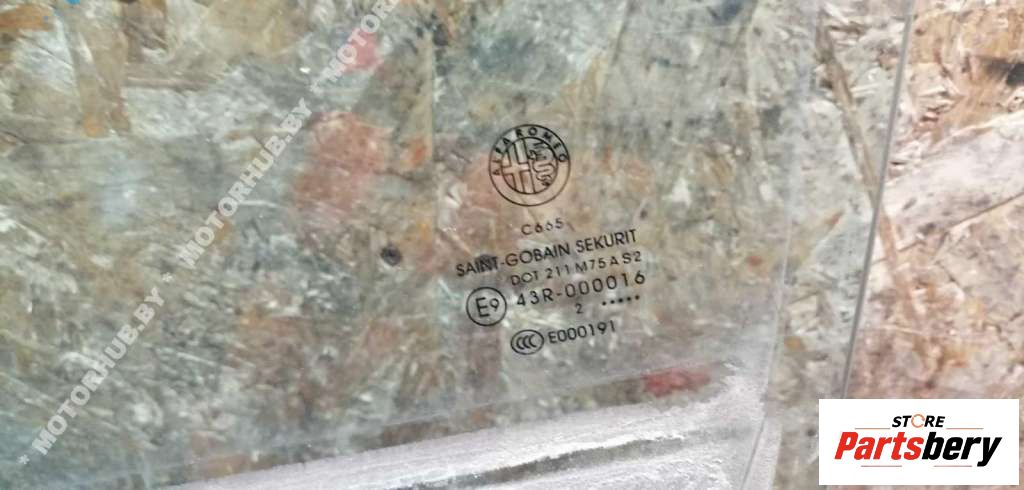 * MOTORHUB.BY * MOTORHUB.BY * MOTORHUB.BY
ALFA ROMEO
C665
SAINT-GOBAIN SEKURIT
DOT 211 M75 AS2
E9 43R-000016
2 .....
CCC E000191
STORE
Partsbery